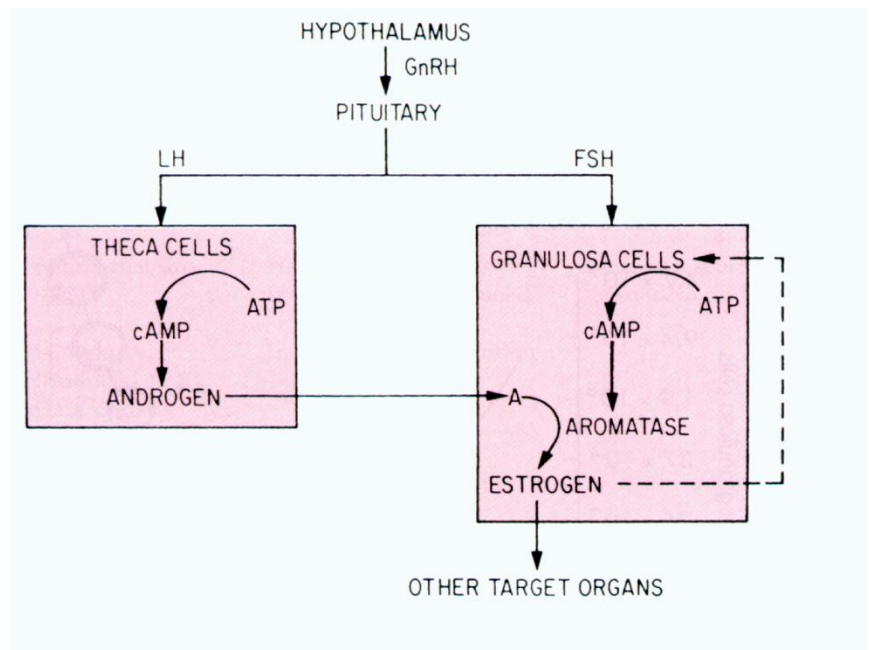 HYPOTHALAMUS
GnRH
PITUITARY
LH
FSH
THECA CELLS
ATP
cAMP
ANDROGEN
GRANULOSA CELLS
ATP
cAMP
A
AROMATASE
ESTROGEN
OTHER TARGET ORGANS